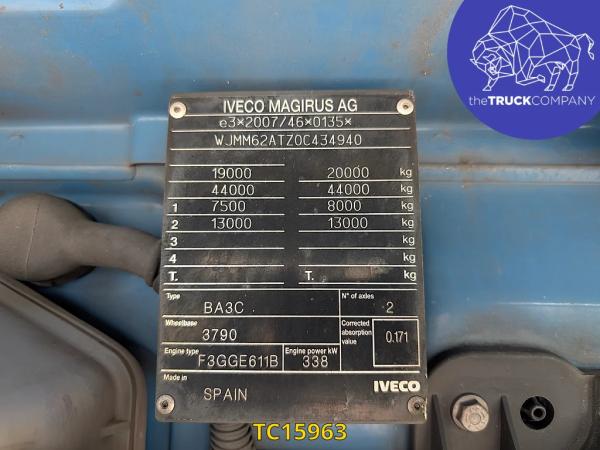 theTRUCKCOMPANY
IVECO MAGIRUS AG
e3*2007/46*0135*
WJMM62ATZ0C434940
19000 20000 kg
44000 44000 kg
1 7500 8000 kg
2 13000 13000 kg
3 kg
4 kg
T. T. kg
Type BA3C N° of axles 2
Wheelbase 3790 Corrected absorption value 0.171
Engine type F3GGE611B Engine power kW 338
Made in SPAIN IVECO
TC15963